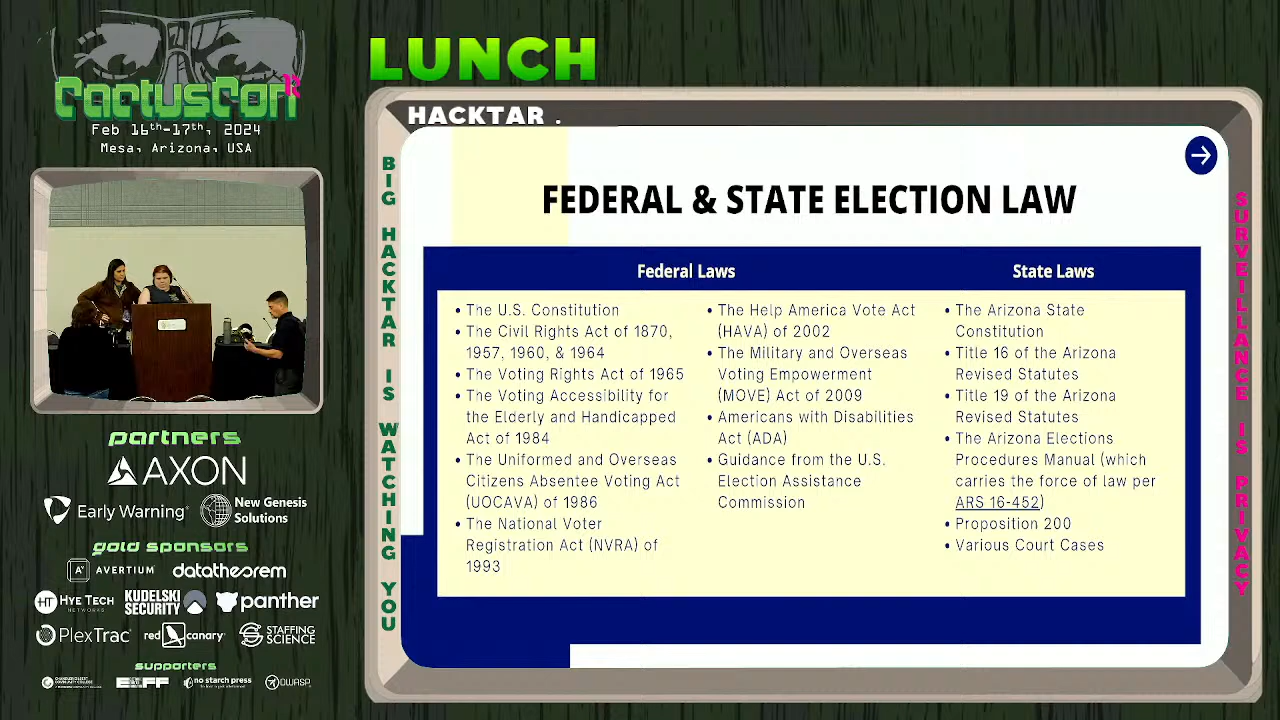 CactusCon
12
Feb 16th-17th, 2024
Mesa, Arizona, USA
LUNCH
HACKTAR .
BIG HACKTAR IS WATCHING YOU
FEDERAL & STATE ELECTION LAW
Federal Laws
• The U.S. Constitution
• The Civil Rights Act of 1870,
1957, 1960, & 1964
• The Voting Rights Act of 1965
• The Voting Accessibility for
the Elderly and Handicapped
Act of 1984
• The Uniformed and Overseas
Citizens Absentee Voting Act
(UOCAVA) of 1986
• The National Voter
Registration Act (NVRA) of
1993
• The Help America Vote Act
(HAVA) of 2002
• The Military and Overseas
Voting Empowerment
(MOVE) Act of 2009
• Americans with Disabilities
Act (ADA)
• Guidance from the U.S.
Election Assistance
Commission
State Laws
• The Arizona State
Constitution
• Title 16 of the Arizona
Revised Statutes
• Title 19 of the Arizona
Revised Statutes
• The Arizona Elections
Procedures Manual (which
carries the force of law per
ARS 16-452)
• Proposition 200
• Various Court Cases
SURVEILLANCE IS PRIVACY
partners
AXON
Early Warning
New Genesis
Solutions
gold sponsors
AVERTIUM
datatheorem
HT HYE TECH
NETWORKS
KUDELSKI
SECURITY
panther
PlexTrac
red canary
STAFFING
SCIENCE
supporters
EFF
no starch press
OWASP